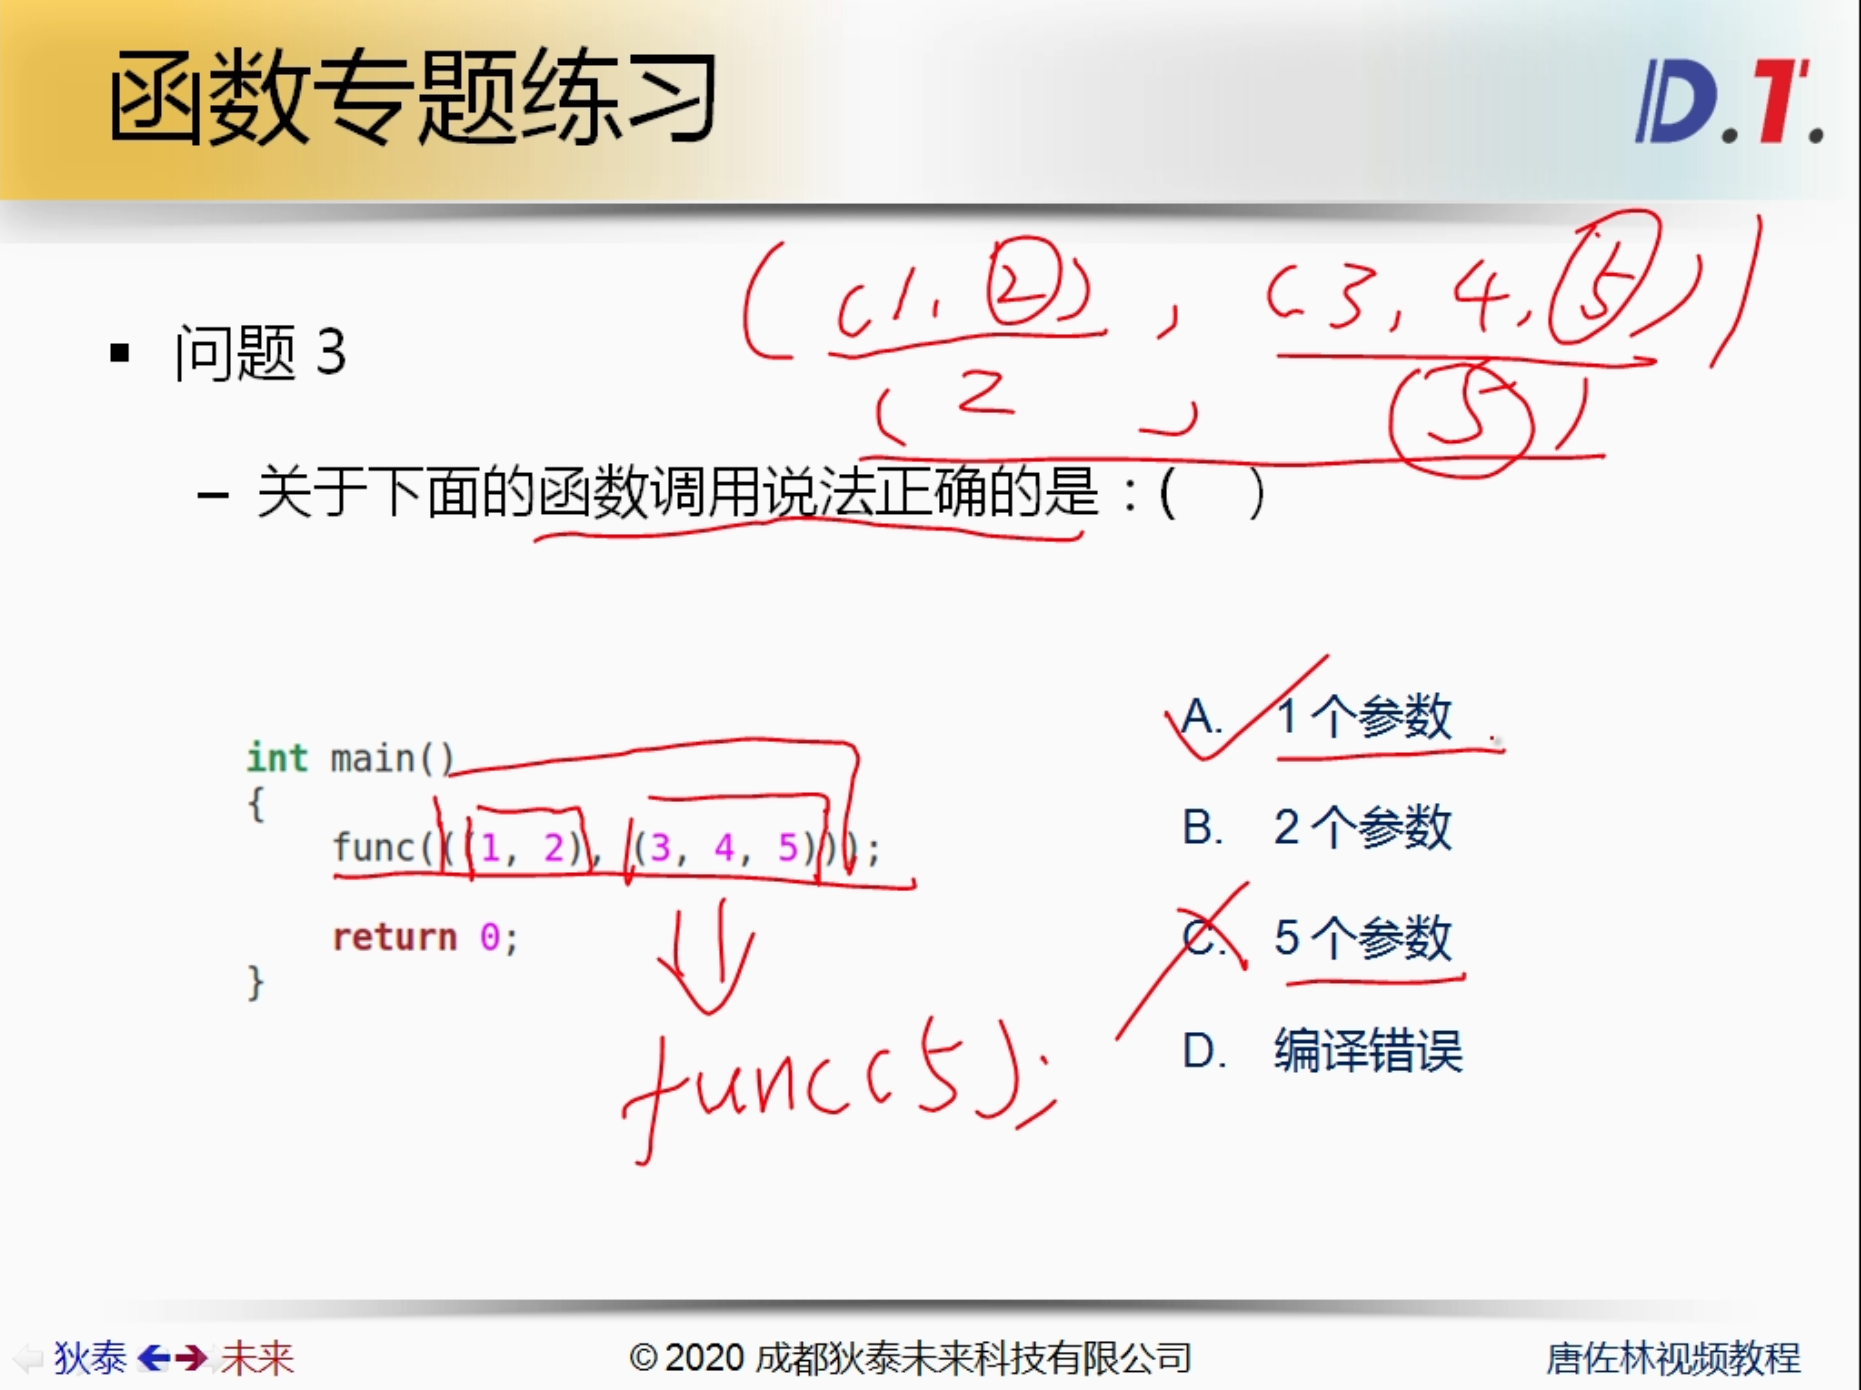 函数专题练习
D.T.
((1, 2), (3, 4, 5))
(2 , 5)
▪ 问题 3
– 关于下面的函数调用说法正确的是：(    )
int main()
{
func(((1, 2), (3, 4, 5)));
return 0;
}
func(5);
A. 1 个参数
B. 2 个参数
C. 5 个参数
D. 编译错误
狄泰 未来
© 2020 成都狄泰未来科技有限公司
唐佐林视频教程